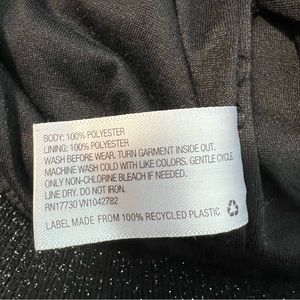 BODY: 100% POLYESTER
LINING: 100% POLYESTER
WASH BEFORE WEAR. TURN GARMENT INSIDE OUT.
MACHINE WASH COLD WITH LIKE COLORS. GENTLE CYCLE
ONLY NON-CHLORINE BLEACH IF NEEDED.
LINE DRY. DO NOT IRON.
RN17730 VN1042782
LABEL MADE FROM 100% RECYCLED PLASTIC